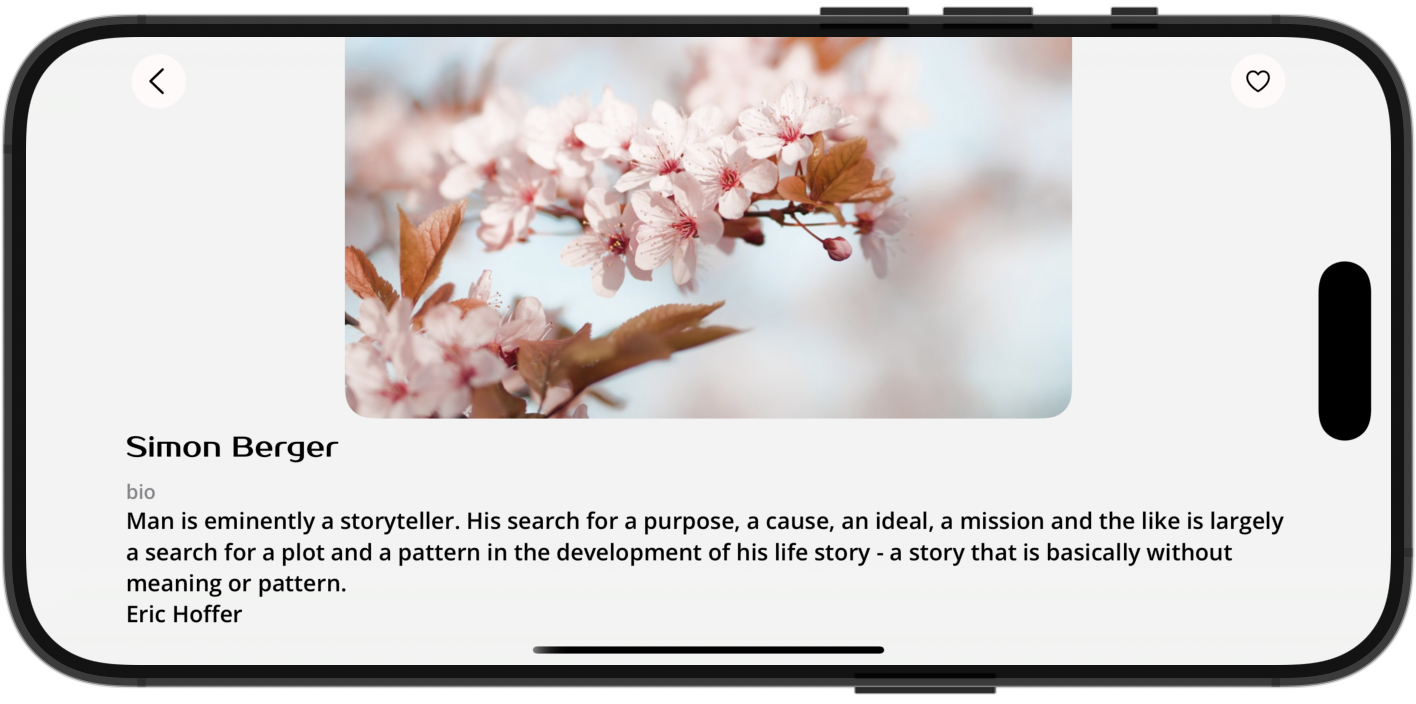 Simon Berger
bio
Man is eminently a storyteller. His search for a purpose, a cause, an ideal, a mission and the like is largely
a search for a plot and a pattern in the development of his life story - a story that is basically without
meaning or pattern.
Eric Hoffer